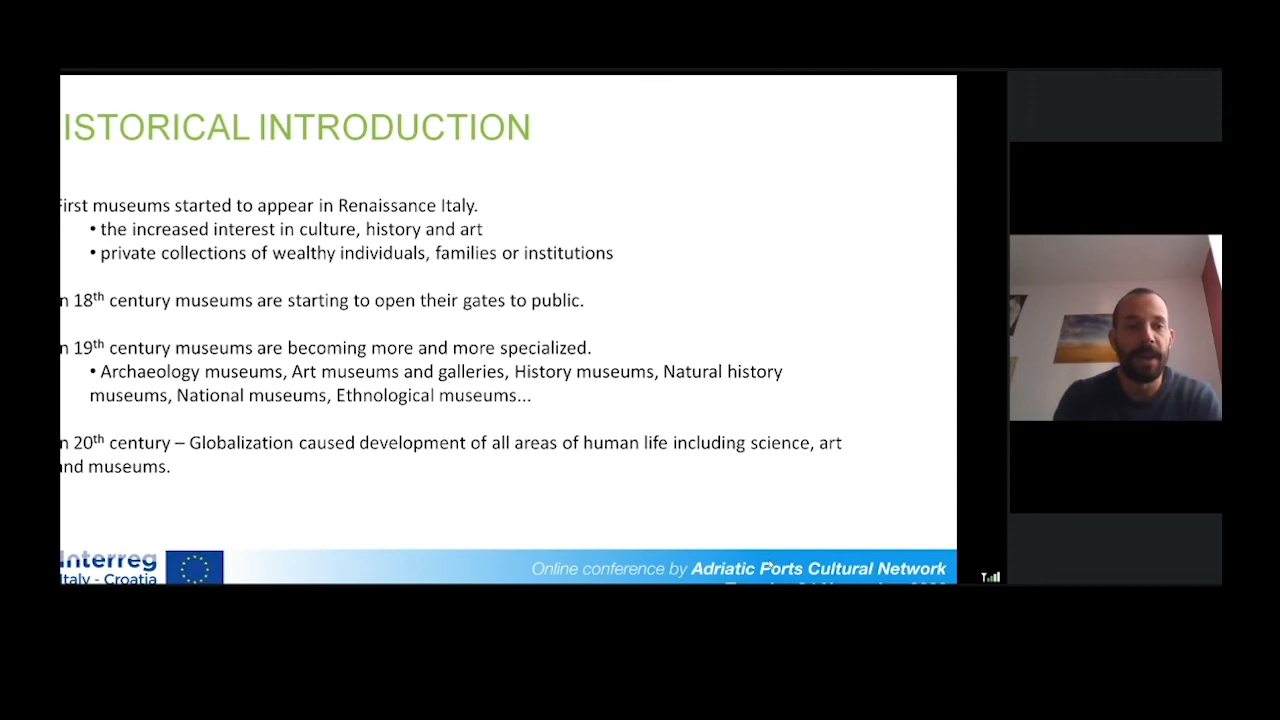 ISTORICAL INTRODUCTION
First museums started to appear in Renaissance Italy.
• the increased interest in culture, history and art
• private collections of wealthy individuals, families or institutions
n 18th century museums are starting to open their gates to public.
n 19th century museums are becoming more and more specialized.
• Archaeology museums, Art museums and galleries, History museums, Natural history
museums, National museums, Ethnological museums...
n 20th century – Globalization caused development of all areas of human life including science, art
and museums.
Interreg
Italy - Croatia
Online conference by Adriatic Ports Cultural Network